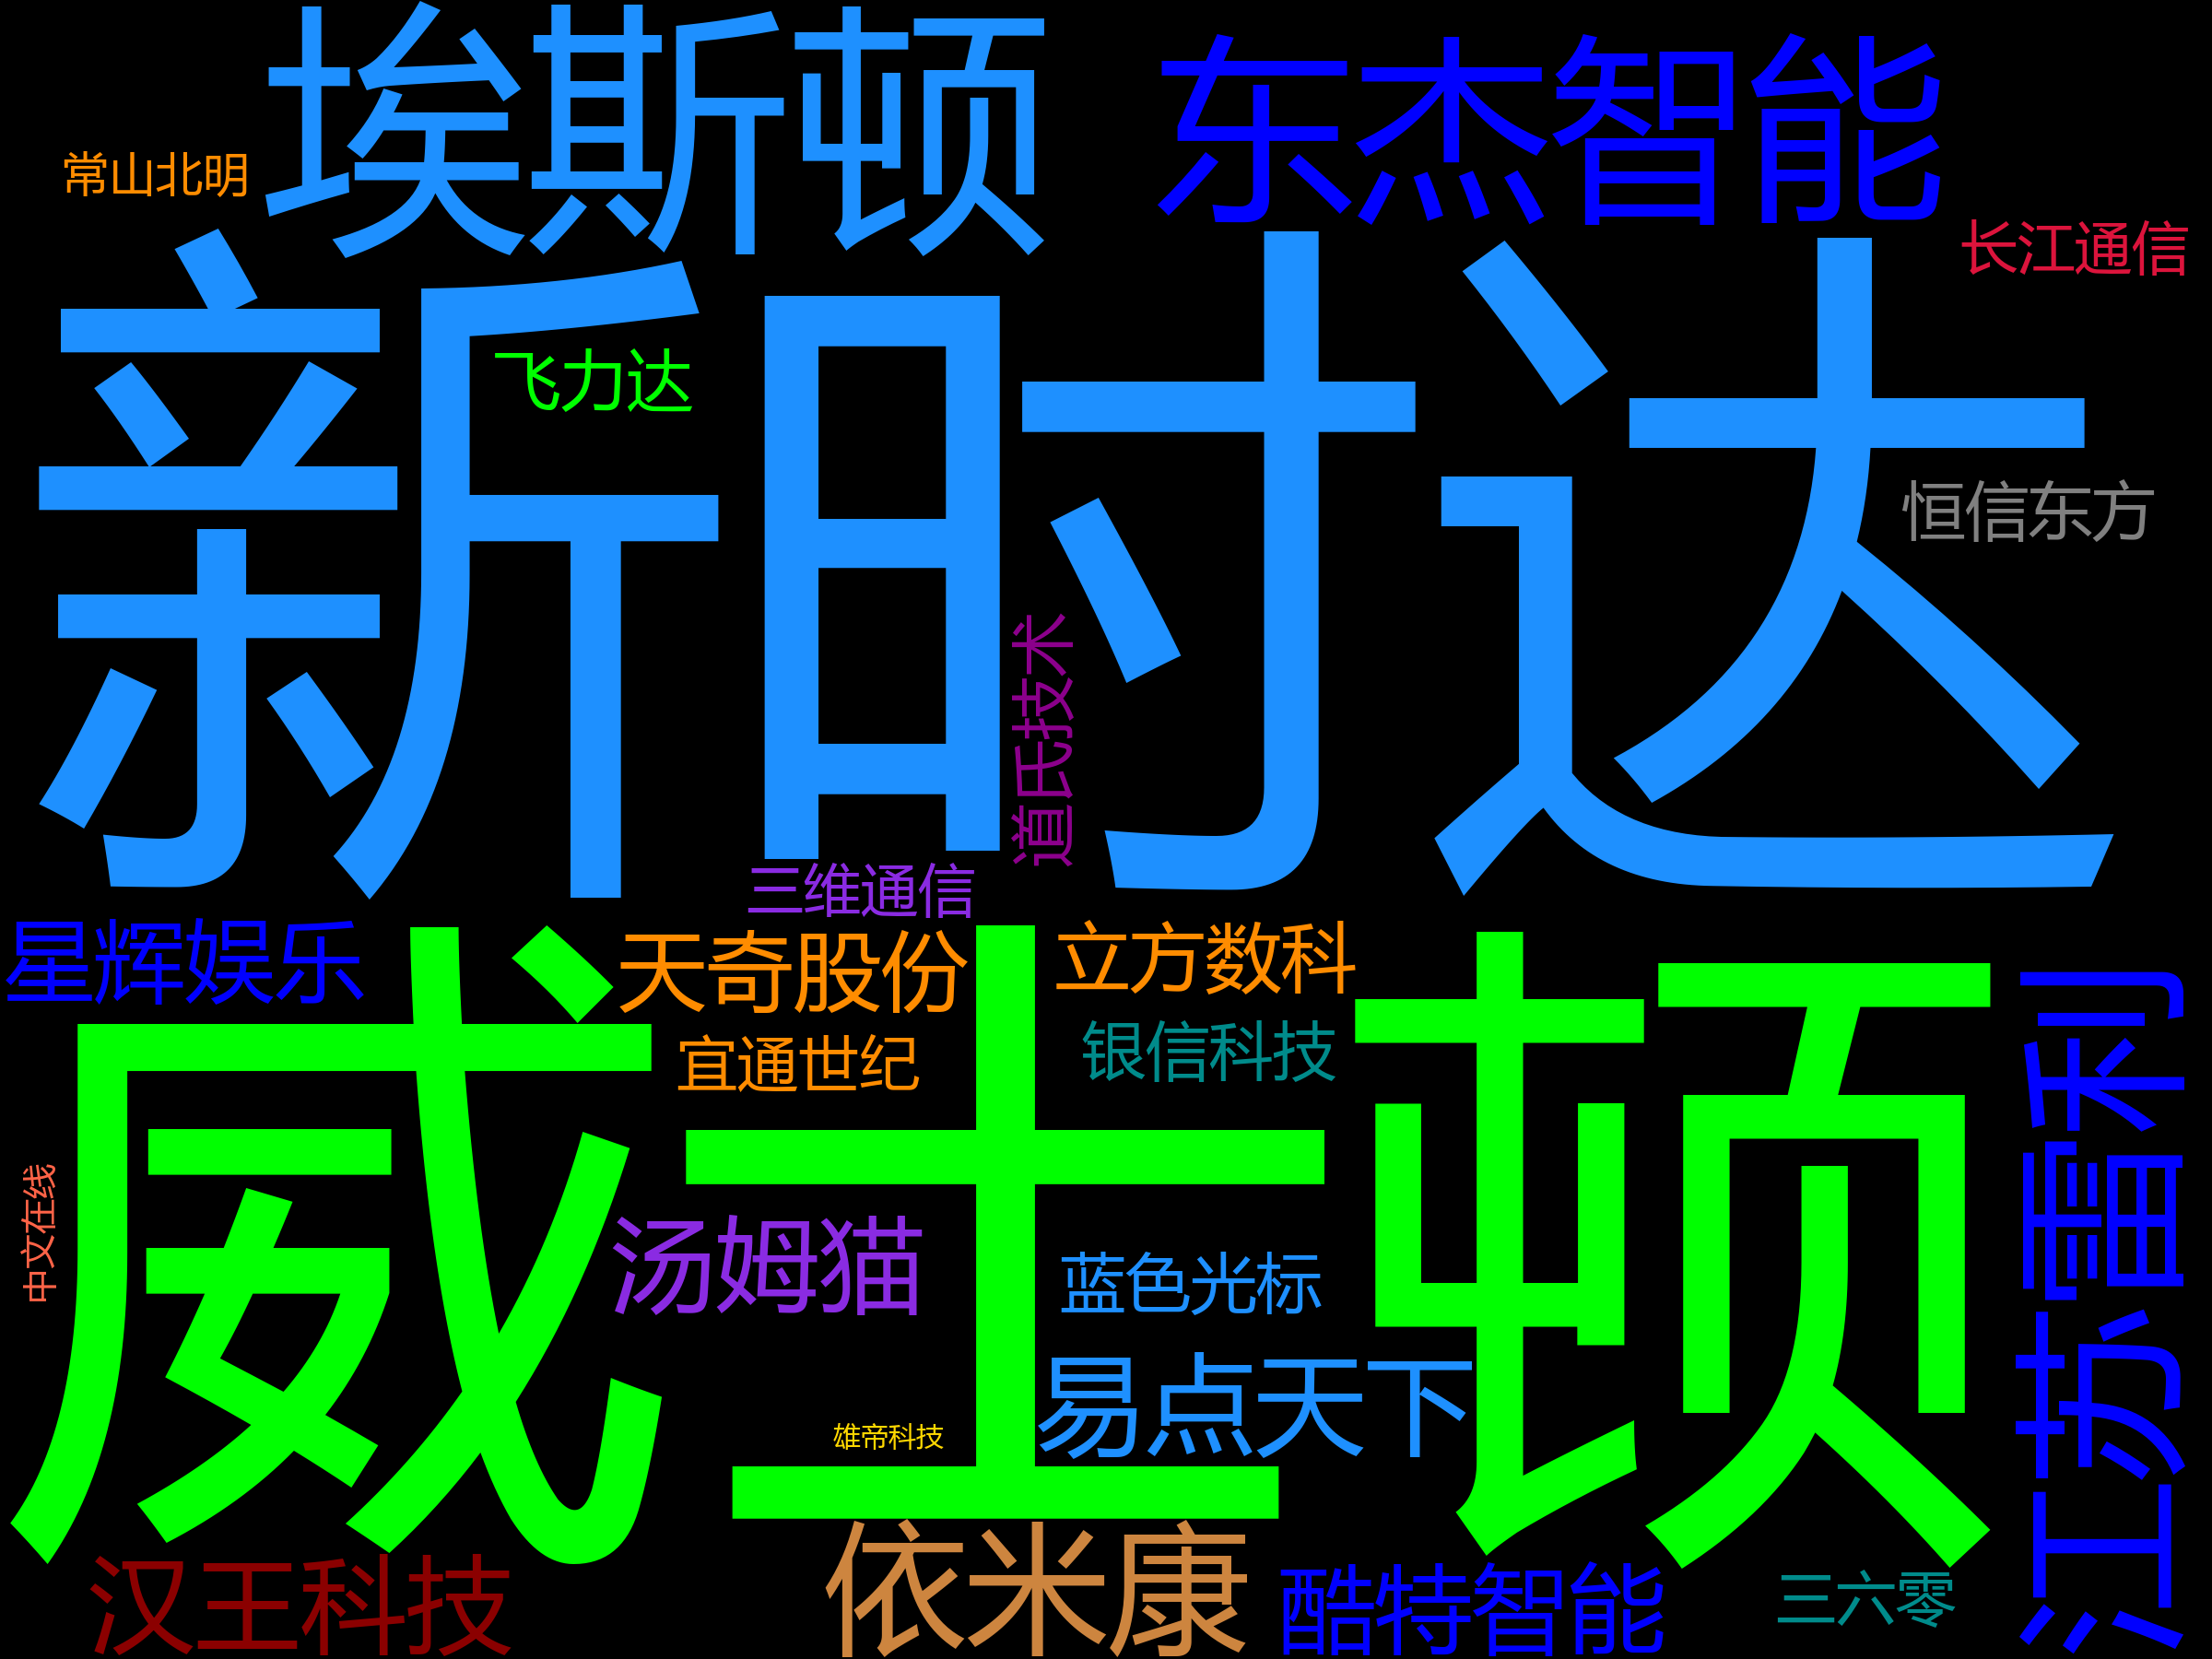 埃斯顿
东杰智能
常山北明
长江通信
新时达
飞力达
恒信东方
道氏技术
三维通信
星辉娱乐
天奇股份
立方数科
威士顿
宜通世纪
银信科技
江苏雷利
中文在线
汤姆猫
蓝色光标
易点天下
雄帝科技
依米康
汉王科技
酷特智能
三六零